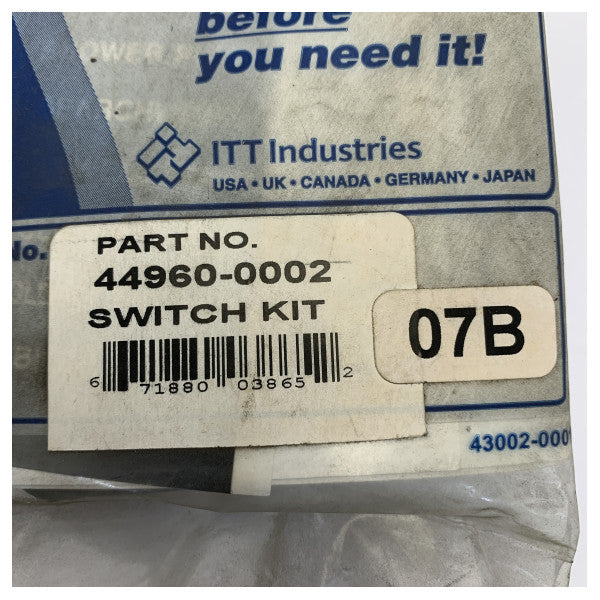 before
you need it!
ITT Industries
USA • UK • CANADA • GERMANY • JAPAN
No.
PART NO.
44960-0002
SWITCH KIT
07B
6 71880 03865 2
43002-000